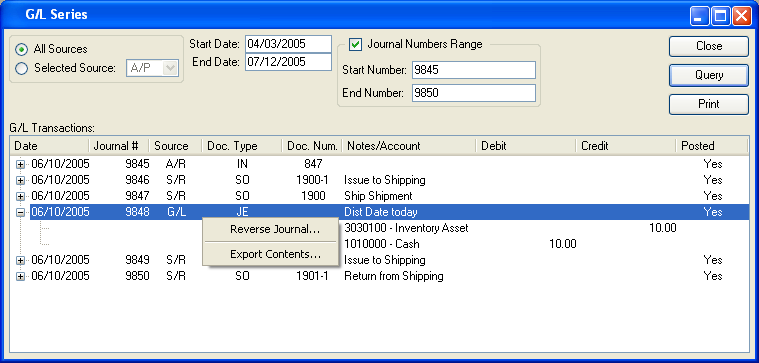 G/L Series
All Sources
Selected Source: A/P
Start Date: 04/03/2005
End Date: 07/12/2005
Journal Numbers Range
Start Number: 9845
End Number: 9850
Close
Query
Print
G/L Transactions:
Date Journal # Source Doc. Type Doc. Num. Notes/Account Debit Credit Posted
06/10/2005 9845 A/R IN 847 Yes
06/10/2005 9846 S/R SO 1900-1 Issue to Shipping Yes
06/10/2005 9847 S/R SO 1900 Ship Shipment Yes
06/10/2005 9848 G/L JE Dist Date today Yes
3030100 - Inventory Asset 10.00
1010000 - Cash 10.00
06/10/2005 9849 S/R Issue to Shipping Yes
06/10/2005 9850 S/R SO 1901-1 Return from Shipping Yes
Reverse Journal...
Export Contents...